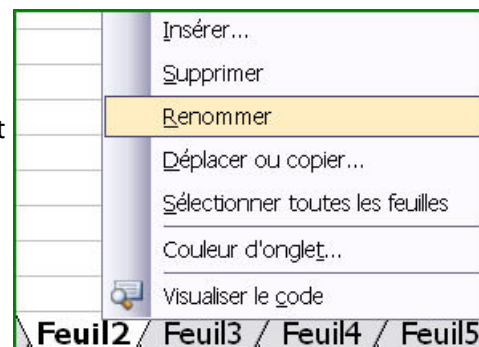 Insérer...
Supprimer
t
Renommer
Déplacer ou copier...
Sélectionner toutes les feuilles
Couleur d'onglet...
Visualiser le code
Feuil2 / Feuil3 / Feuil4 / Feuil5